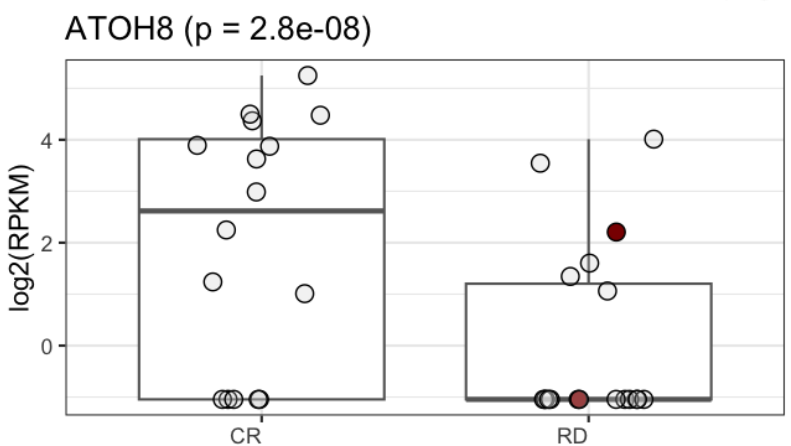 ATOH8 (p = 2.8e-08)
log2(RPKM)
4
2
0
CR RD